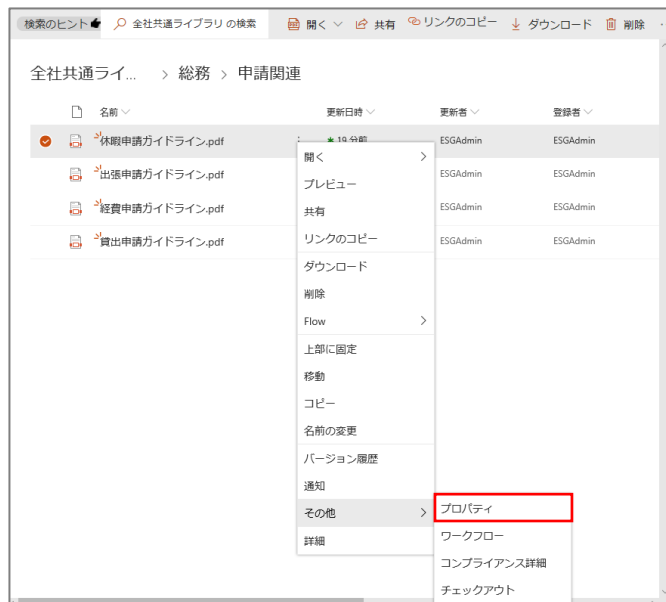 検索のヒント 全社共通ライブラリ の検索 開く 共有 リンクのコピー ダウンロード 削除
全社共通ライ... > 総務 > 申請関連
名前 更新日時 更新者 登録者
休暇申請ガイドライン.pdf 19 分前 ESGAdmin ESGAdmin
出張申請ガイドライン.pdf ESGAdmin ESGAdmin
経費申請ガイドライン.pdf ESGAdmin ESGAdmin
貸出申請ガイドライン.pdf ESGAdmin ESGAdmin
開く
プレビュー
共有
リンクのコピー
ダウンロード
削除
Flow
上部に固定
移動
コピー
名前の変更
バージョン履歴
通知
その他
詳細
プロパティ
ワークフロー
コンプライアンス詳細
チェックアウト